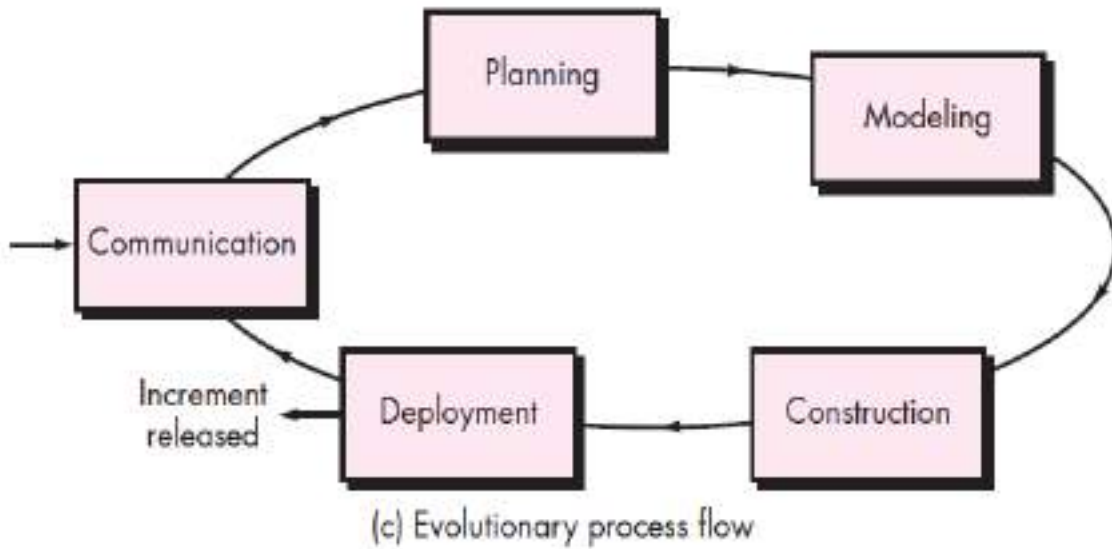 Planning
Modeling
Communication
Increment
released
Deployment
Construction
(c) Evolutionary process flow